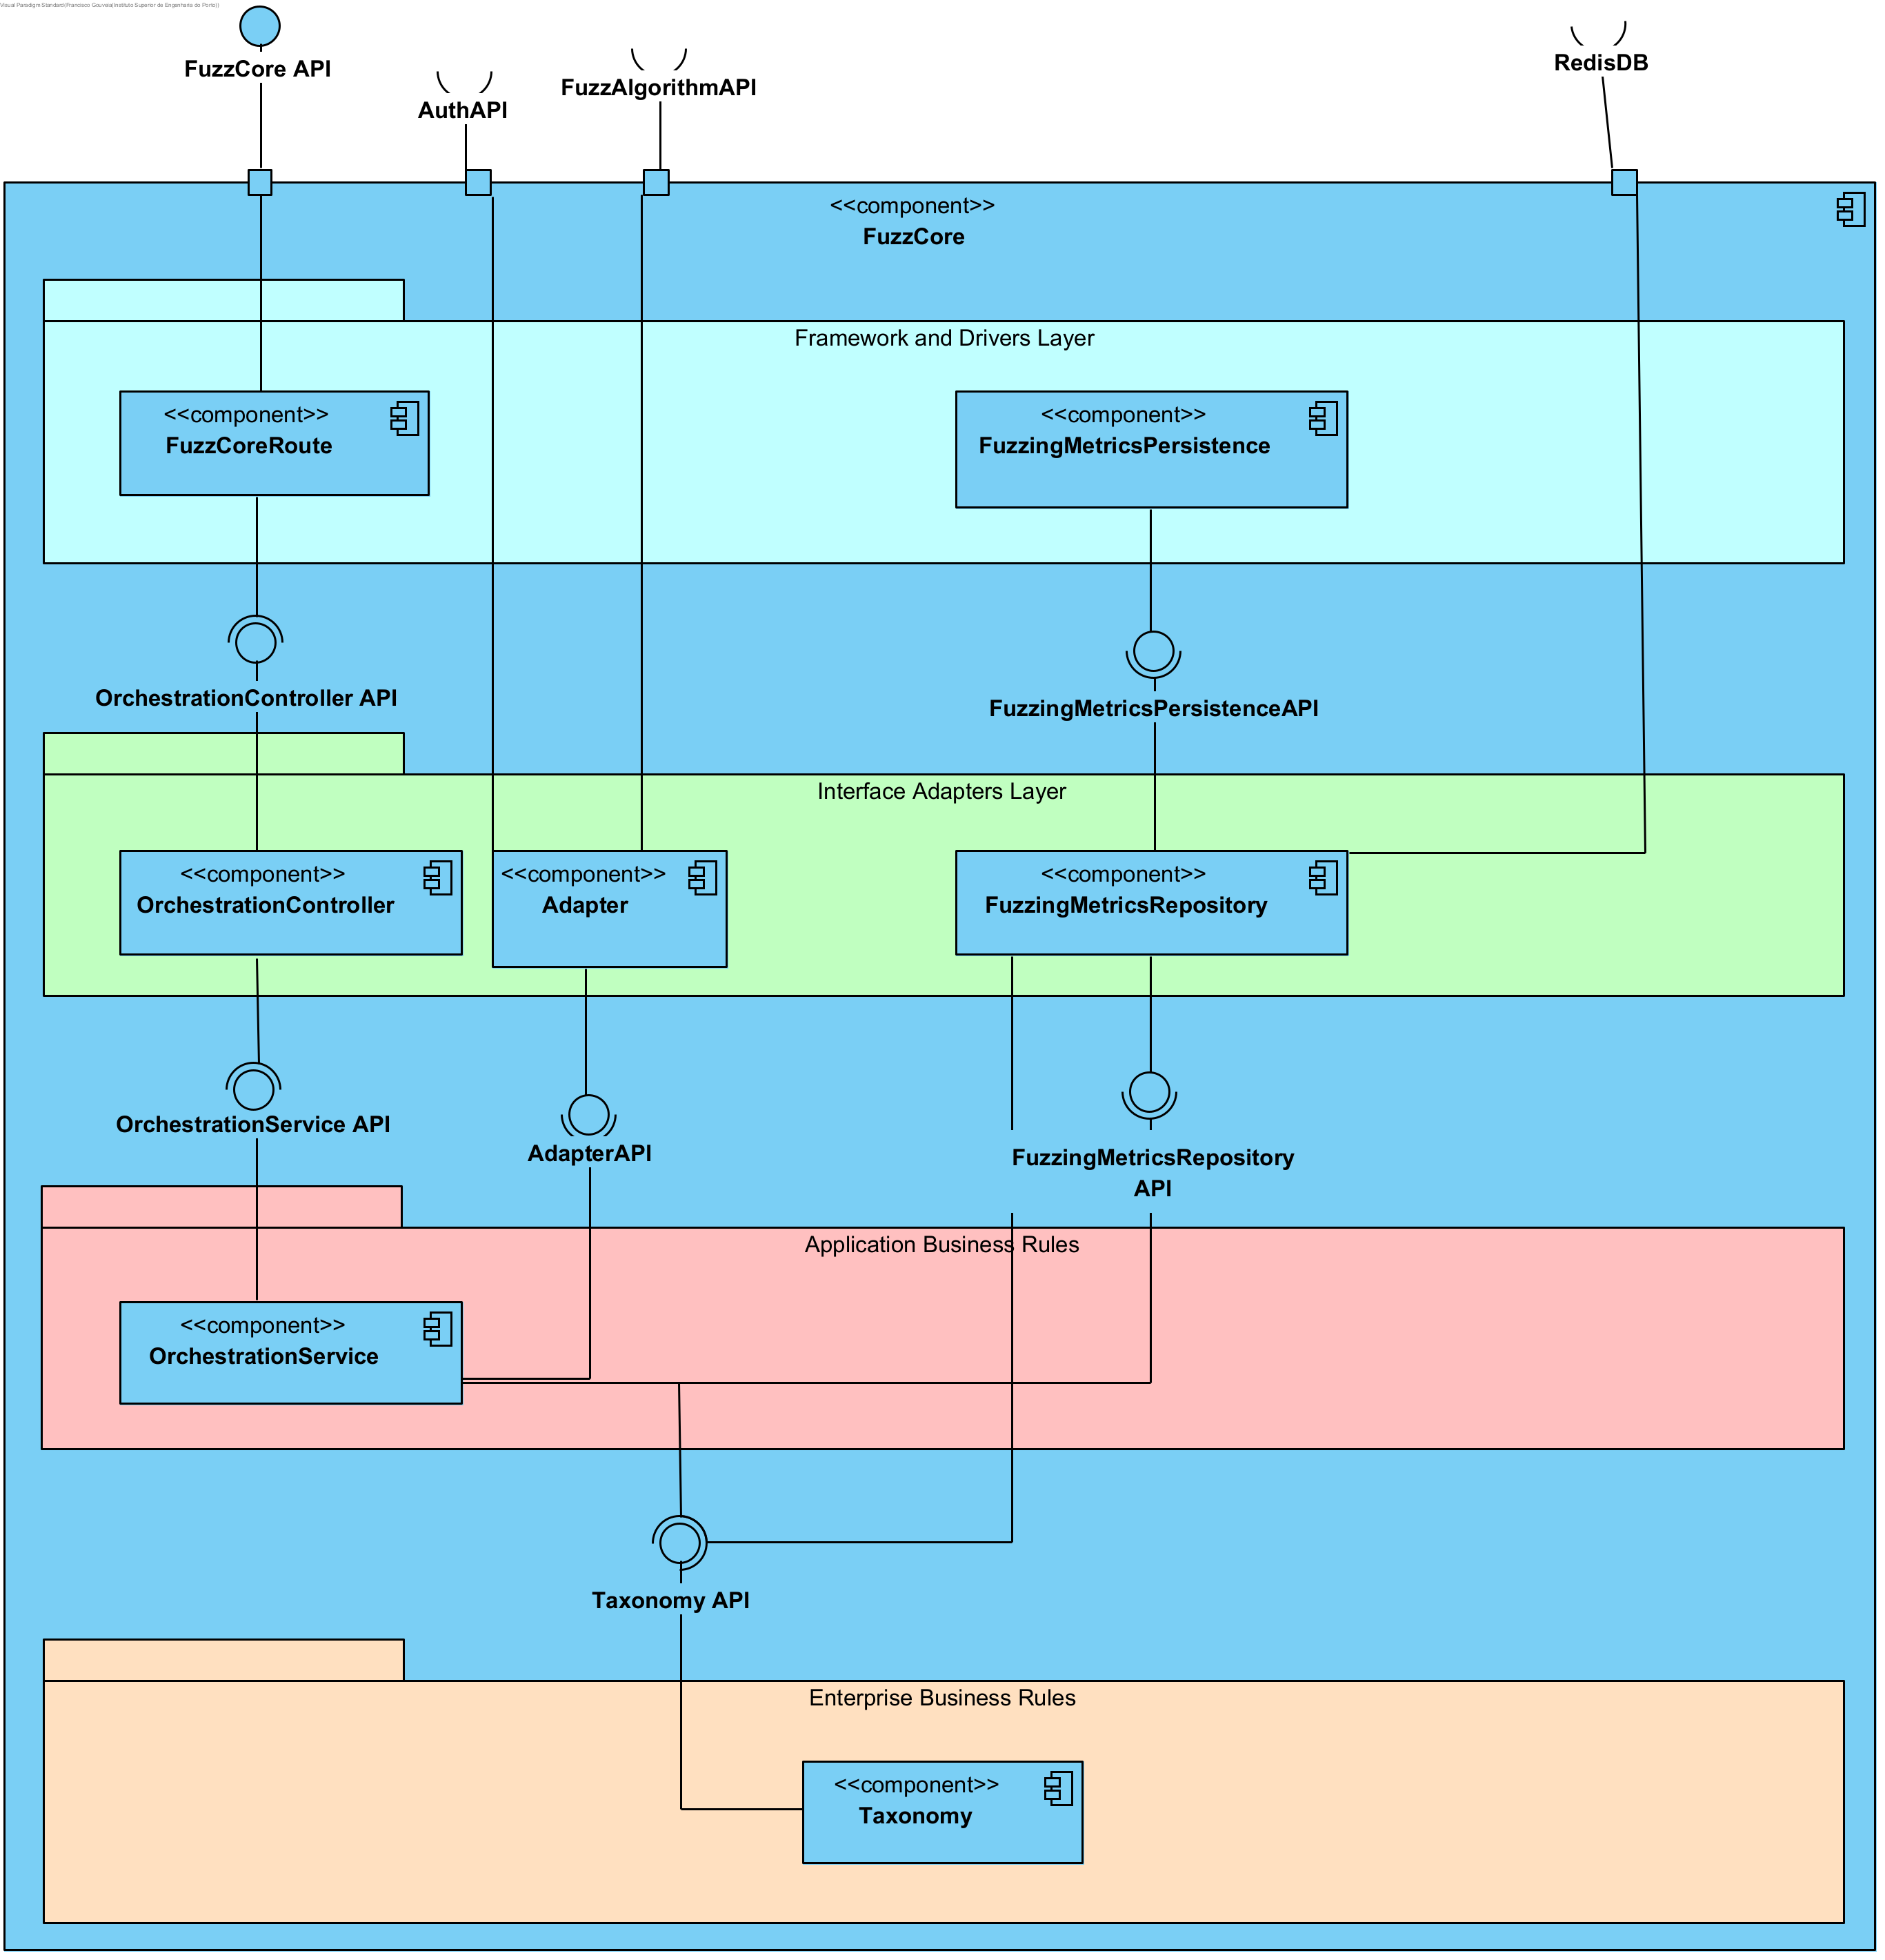 Visual Paradigm Standard(Francisco Gouveia(Instituto Superior de Engenharia do Porto))
FuzzCore API
AuthAPI
FuzzAlgorithmAPI
RedisDB
<<component>>
FuzzCore
Framework and Drivers Layer
<<component>>
FuzzCoreRoute
<<component>>
FuzzingMetricsPersistence
OrchestrationController API
FuzzingMetricsPersistenceAPI
Interface Adapters Layer
<<component>>
OrchestrationController
<<component>>
Adapter
<<component>>
FuzzingMetricsRepository
OrchestrationService API
AdapterAPI
FuzzingMetricsRepository
API
Application Business Rules
<<component>>
OrchestrationService
Taxonomy API
Enterprise Business Rules
<<component>>
Taxonomy